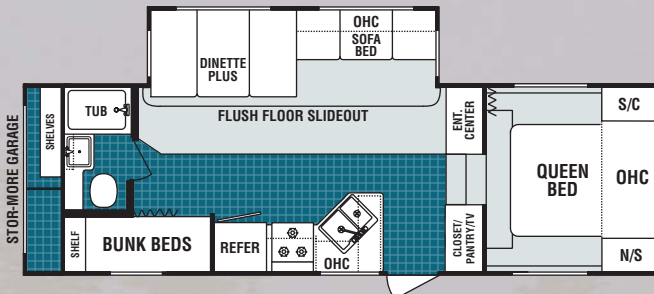 OHC
SOFA
BED
DINETTE
PLUS
FLUSH FLOOR SLIDEOUT
STOR-MORE GARAGE
SHELVES
TUB
ENT.
CENTER
S/C
QUEEN
BED
OHC
N/S
SHELF
BUNK BEDS
REFER
OHC
CLOSET/
PANTRY/TV